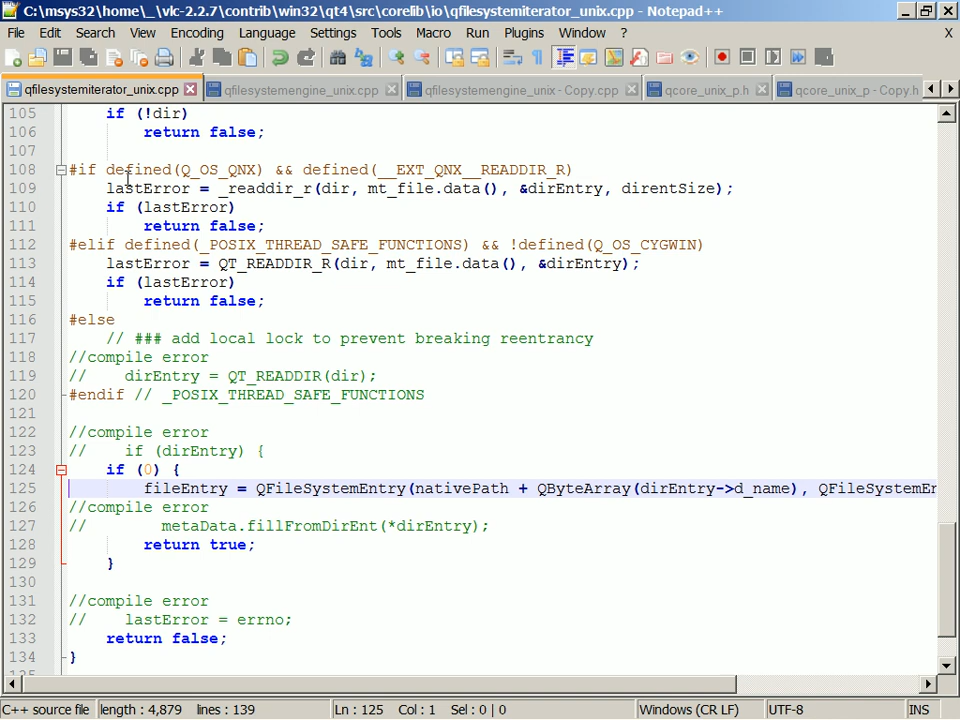 C:\msys32\home\_\vlc-2.2.7\contrib\win32\qt4\src\corelib\io\qfilesystemiterator_unix.cpp - Notepad++
File Edit Search View Encoding Language Settings Tools Macro Run Plugins Window ? X
qfilesystemiterator_unix.cpp qfilesystemengine_unix.cpp qfilesystemengine_unix - Copy.cpp qcore_unix_p.h qcore_unix_p - Copy.h
105 if (!dir)
106 return false;
107
108 #if defined(Q_OS_QNX) && defined(__EXT_QNX__READDIR_R)
109 lastError = _readdir_r(dir, mt_file.data(), &dirEntry, direntSize);
110 if (lastError)
111 return false;
112 #elif defined(_POSIX_THREAD_SAFE_FUNCTIONS) && !defined(Q_OS_CYGWIN)
113 lastError = QT_READDIR_R(dir, mt_file.data(), &dirEntry);
114 if (lastError)
115 return false;
116 #else
117 // ### add local lock to prevent breaking reentrancy
118 //compile error
119 // dirEntry = QT_READDIR(dir);
120 #endif // _POSIX_THREAD_SAFE_FUNCTIONS
121
122 //compile error
123 // if (dirEntry) {
124 if (0) {
125 fileEntry = QFileSystemEntry(nativePath + QByteArray(dirEntry->d_name), QFileSystemEn
126 //compile error
127 // metaData.fillFromDirEnt(*dirEntry);
128 return true;
129 }
130
131 //compile error
132 // lastError = errno;
133 return false;
134 }
C++ source file length : 4,879 lines : 139 Ln : 125 Col : 1 Sel : 0 | 0 Windows (CR LF) UTF-8 INS